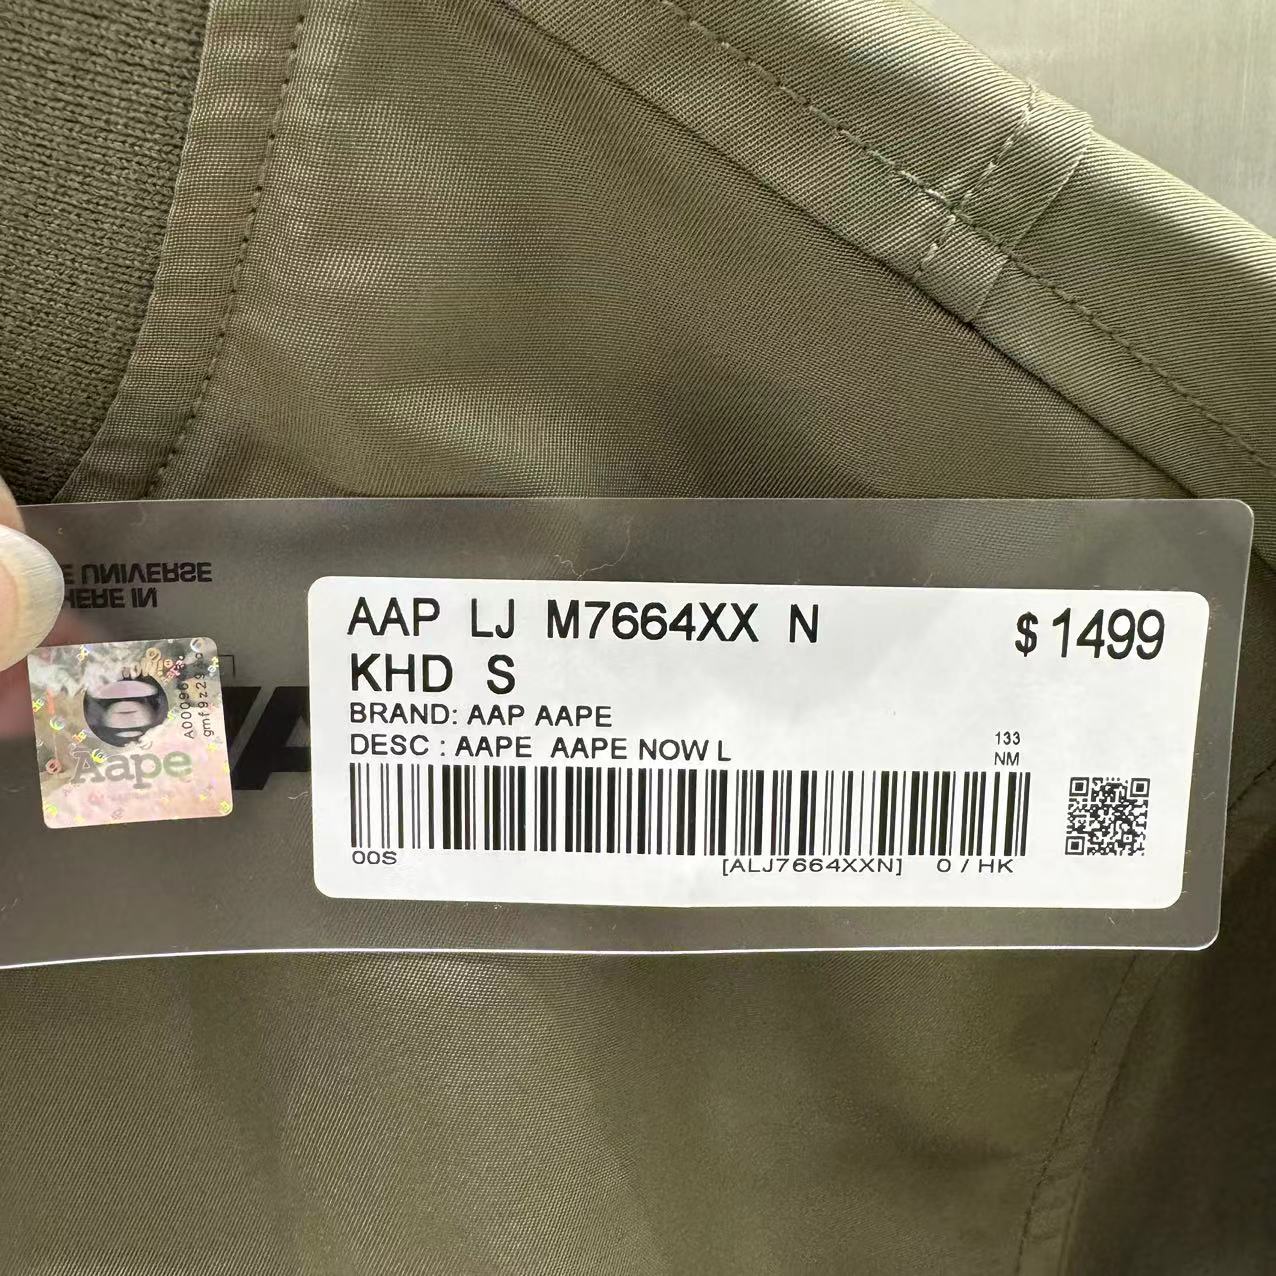 E UNIVERSE
HERE IN
AAP LJ M7664XX N
$1499
KHD S
BRAND: AAP AAPE
DESC : AAPE AAPE NOW L
133
NM
00S
[ALJ7664XXN] 0 / HK
Aape